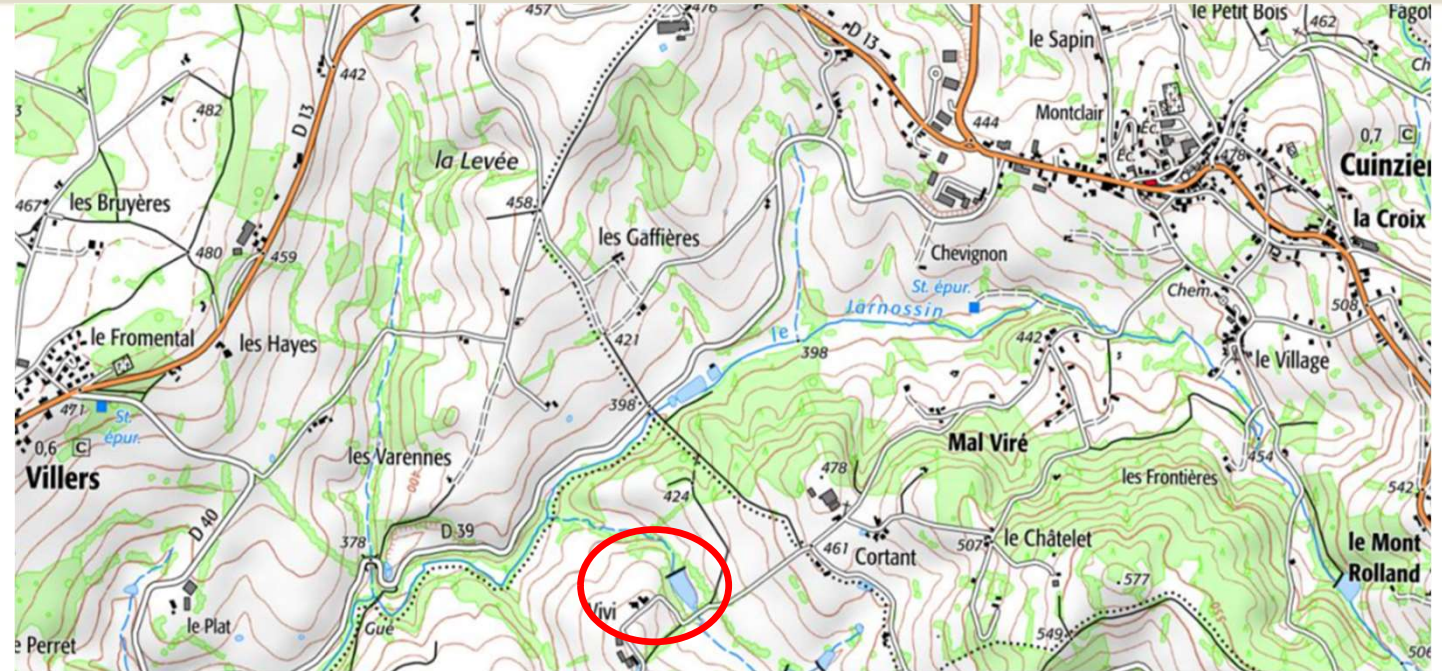 457
476
D 13
le Petit Bois
462
Fagot
le Sapin
442
482
D 13
444
Montclair
Éc.
Éc.
478
0,7 C
Cuinzier
la Levée
467
les Bruyères
458
la Croix
les Gaffières
480
459
Chevignon
St. épur.
Chem.
508
Jarnossin
le
le Fromental
les Hayes
421
398
442
le Village
471
St.
épur.
398
0,6 C
Villers
les Varennes
400
Mal Viré
454
478
les Frontières
424
542
D 40
D 39
378
461
Cortant
507
le Châtelet
le Mont
Rolland
577
Vivi
le Plat
Gué
550
549
506
e Perret